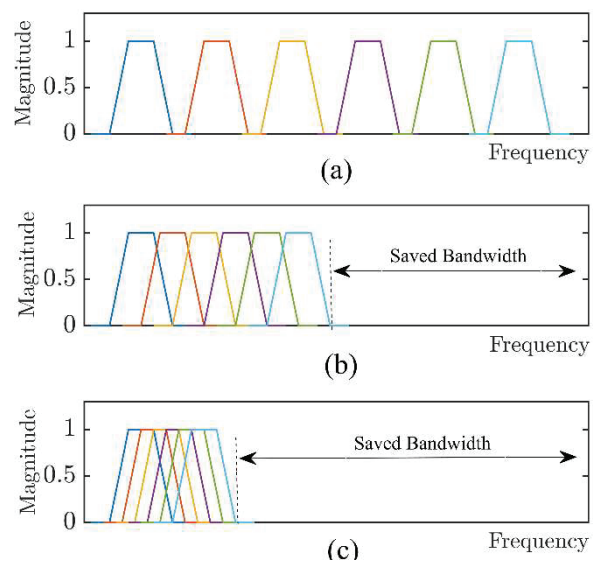 Magnitude
1
0.5
0
Frequency
(a)
Magnitude
1
0.5
0
Saved Bandwidth
Frequency
(b)
Magnitude
1
0.5
0
Saved Bandwidth
Frequency
(c)